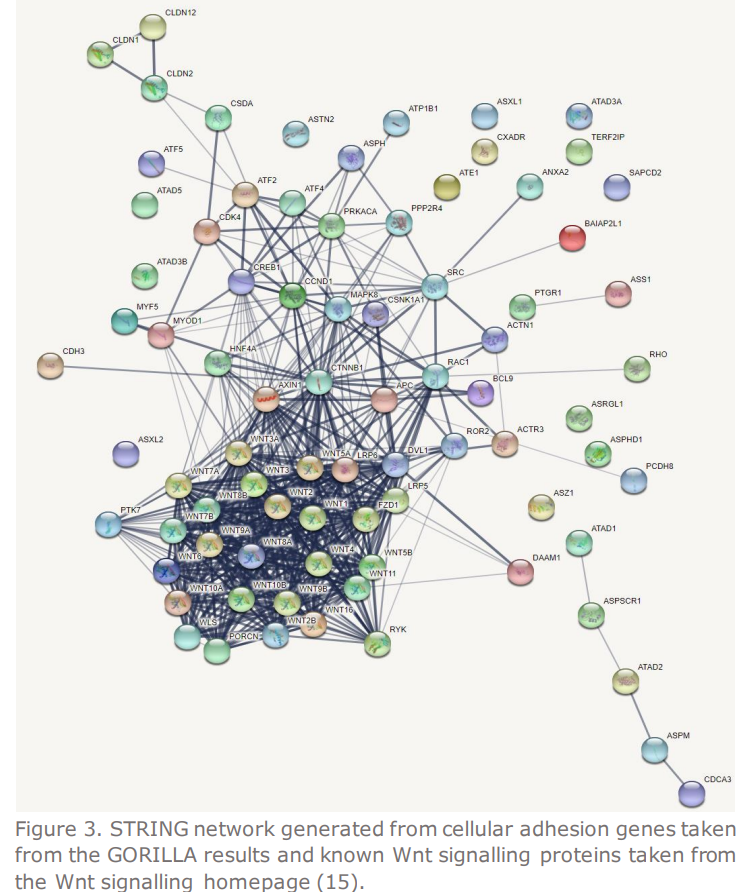 CLDN12
CLDN1
CLDN2
CSDA
ASTN2
ATP1B1
ASXL1
ATAD3A
CXADR
TERF2IP
ATF5
ASPH
ATE1
ANXA2
SAPCD2
ATAD5
ATF2
ATF4
PRKACA
PPP2R4
CDK4
BAIAP2L1
ATAD3B
CREB1
CCND1
MAPK8
CSNK1A1
SRC
PTGR1
ASS1
MYF5
MYOD1
ACTN1
CDH3
HNF4A
CTNNB1
RAC1
RHO
AXIN1
APC
BCL9
ASRGL1
ASXL2
WNT3A
WNT5A
LRP6
DVL1
ROR2
ACTR3
ASPHD1
WNT7A
WNT3
LRP5
PCDH8
WNT8B
WNT2
WNT1
FZD1
ASZ1
PTK7
WNT7B
WNT9A
WNT8A
WNT4
WNT5B
ATAD1
WNT6
WNT11
DAAM1
WNT10A
WNT10B
WNT9B
WNT16
ASPSCR1
WLS
PORCN
WNT2B
RYK
ATAD2
ASPM
CDCA3
Figure 3. STRING network generated from cellular adhesion genes taken
from the GORILLA results and known Wnt signalling proteins taken from
the Wnt signalling homepage (15).